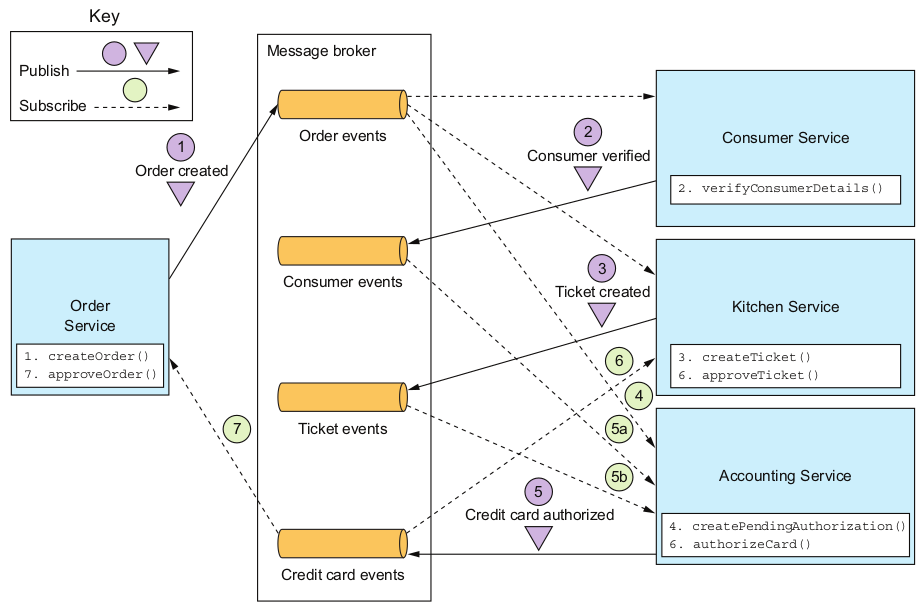 Key
Publish
Subscribe
Message broker
Order events
Consumer events
Ticket events
Credit card events
1
Order created
Order
Service
1. createOrder()
7. approveOrder()
7
2
Consumer verified
3
Ticket created
6
4
5a
5b
5
Credit card authorized
Consumer Service
2. verifyConsumerDetails()
Kitchen Service
3. createTicket()
6. approveTicket()
Accounting Service
4. createPendingAuthorization()
6. authorizeCard()